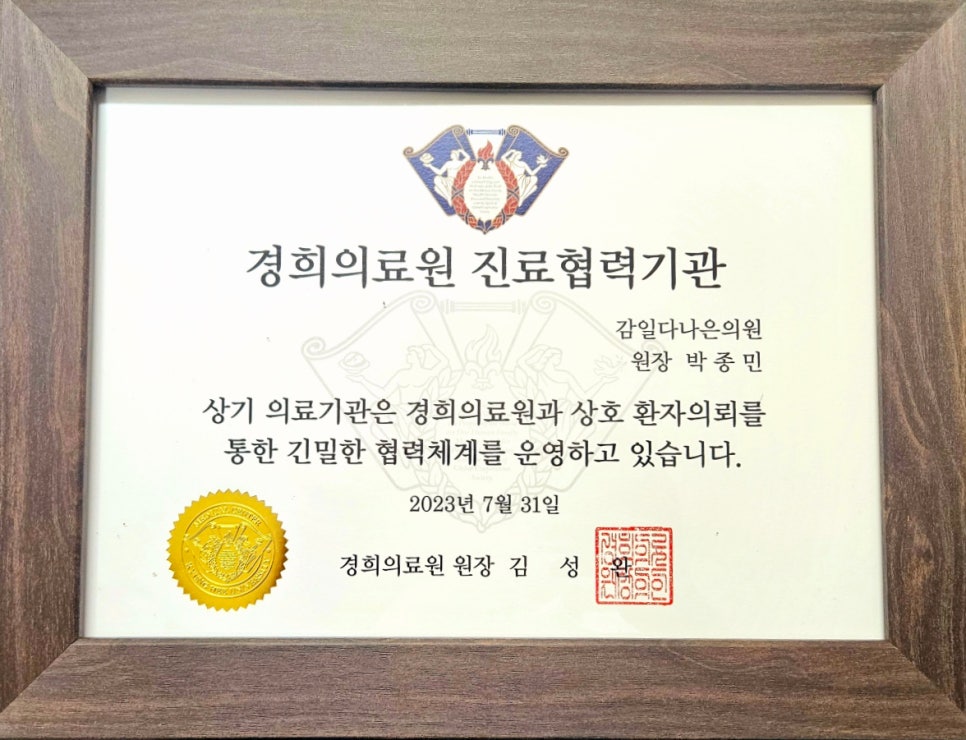 경희의료원 진료협력기관
감일다나은의원
원장 박종민
상기 의료기관은 경희의료원과 상호 환자의뢰를
통한 긴밀한 협력체계를 운영하고 있습니다.
2023년 7월 31일
경희의료원 원장 김 성 완